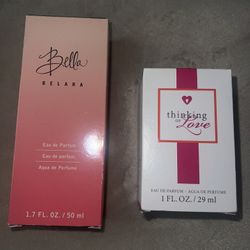 Bella
BELARA
Eau de Parfum
Eau de parfum
Agua de Perfume
1.7 FL. OZ. / 50 ml
thinking
OF Love
EAU DE PARFUM • AGUA DE PERFUME
1 FL. OZ. / 29 ml